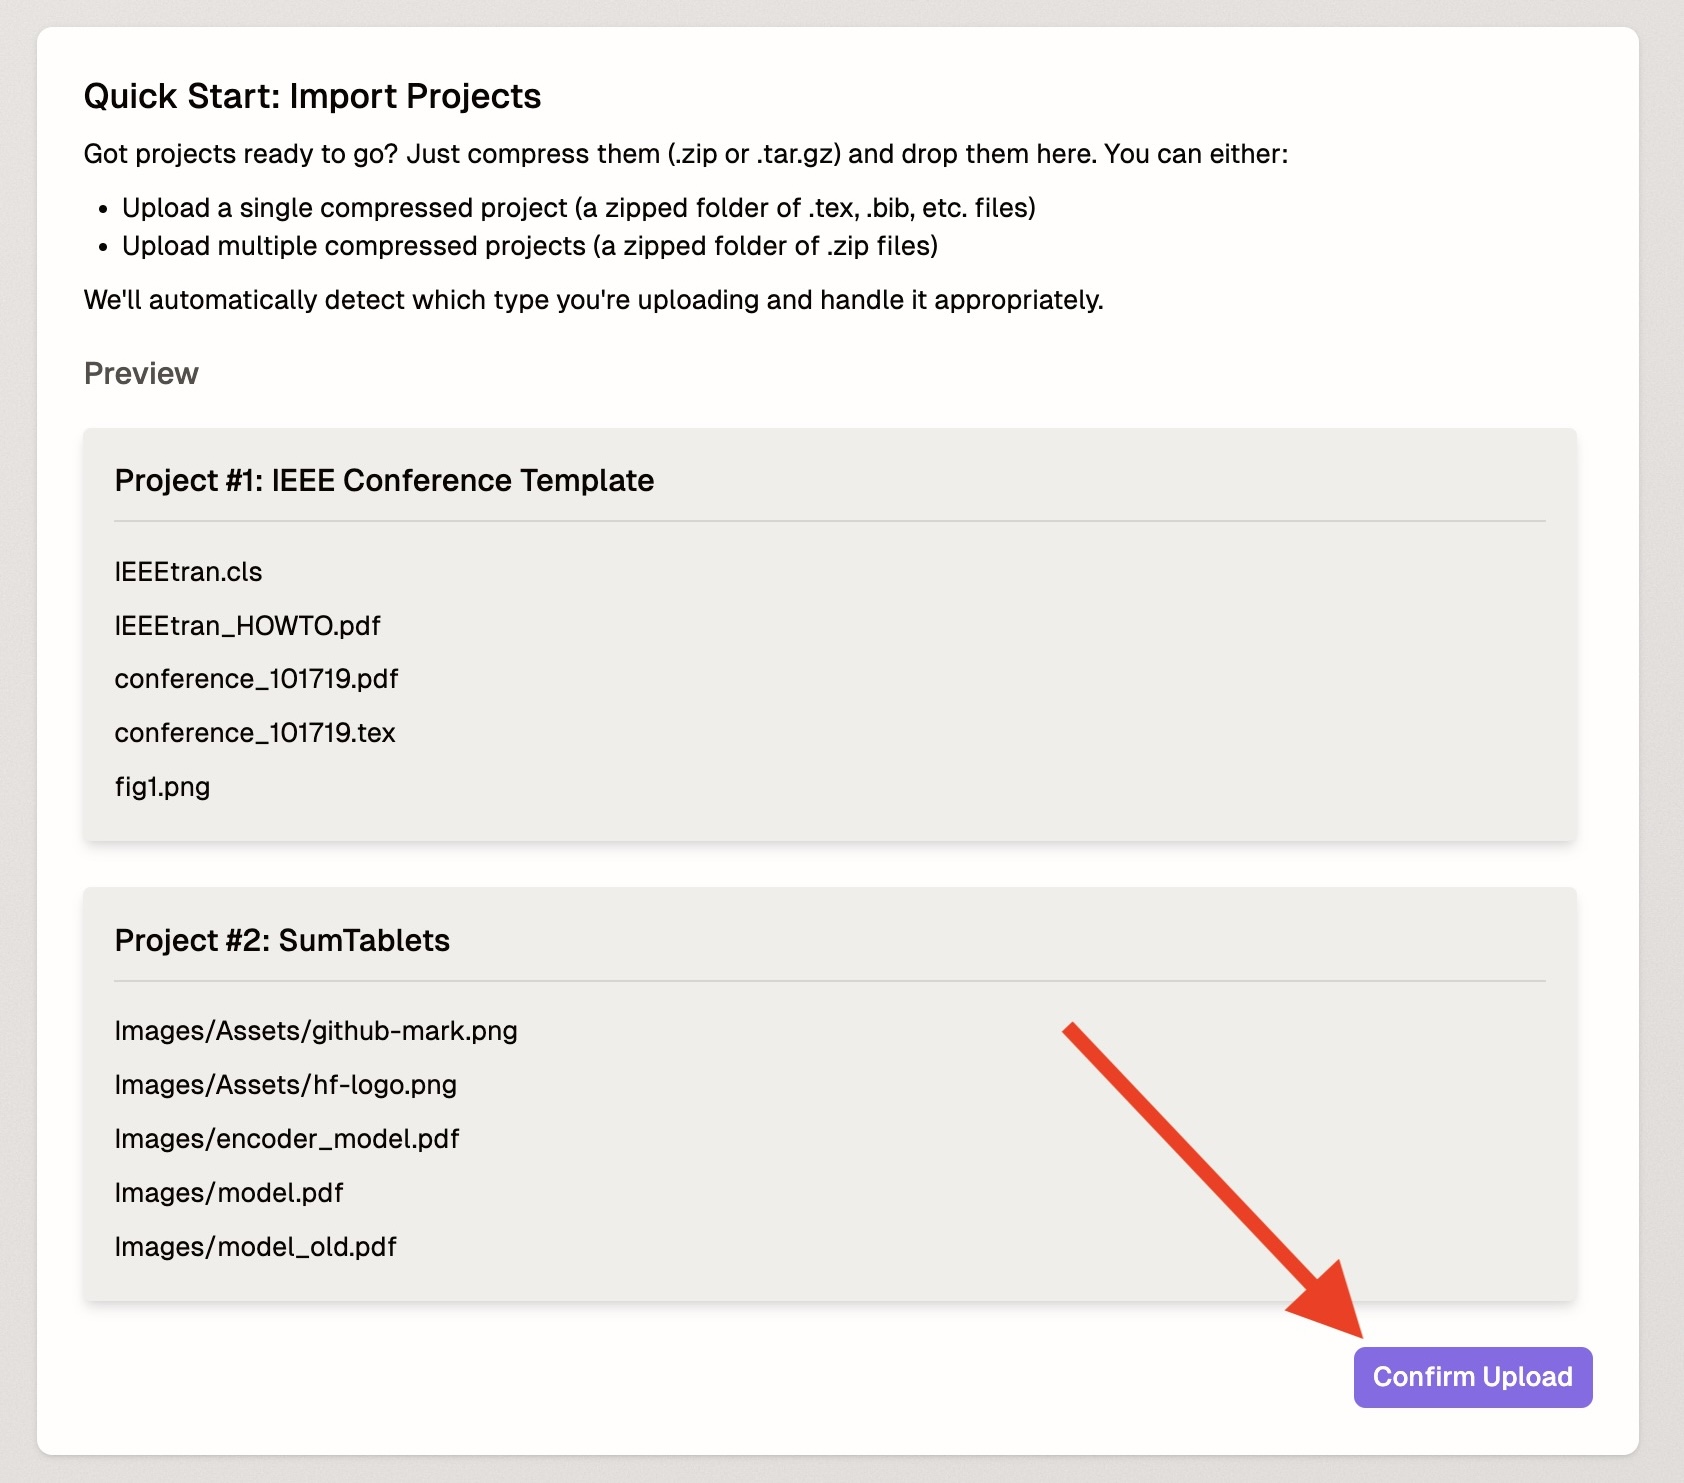 Quick Start: Import Projects
Got projects ready to go? Just compress them (.zip or .tar.gz) and drop them here. You can either:
• Upload a single compressed project (a zipped folder of .tex, .bib, etc. files)
• Upload multiple compressed projects (a zipped folder of .zip files)
We'll automatically detect which type you're uploading and handle it appropriately.
Preview
Project #1: IEEE Conference Template
IEEEtran.cls
IEEEtran_HOWTO.pdf
conference_101719.pdf
conference_101719.tex
fig1.png
Project #2: SumTablets
Images/Assets/github-mark.png
Images/Assets/hf-logo.png
Images/encoder_model.pdf
Images/model.pdf
Images/model_old.pdf
Confirm Upload